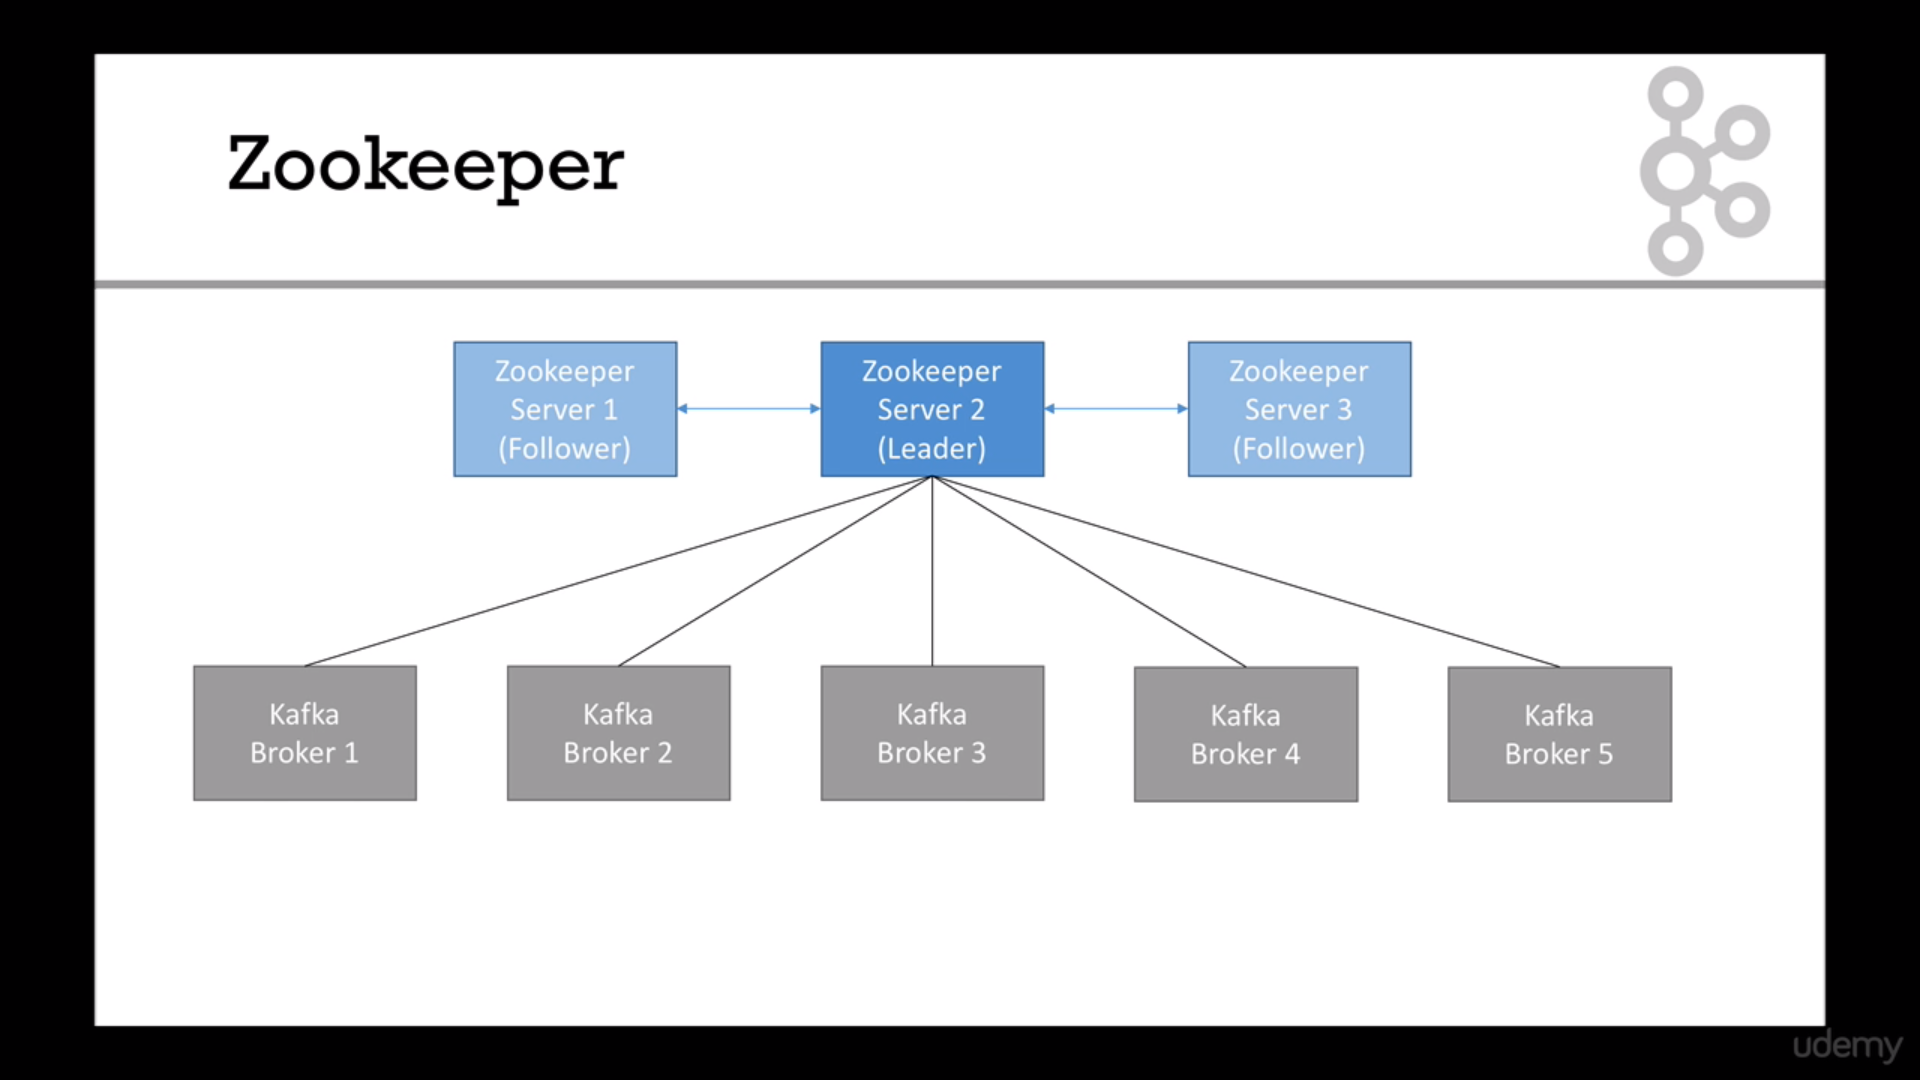 Zookeeper
Zookeeper
Server 1
(Follower)
Zookeeper
Server 2
(Leader)
Zookeeper
Server 3
(Follower)
Kafka
Broker 1
Kafka
Broker 2
Kafka
Broker 3
Kafka
Broker 4
Kafka
Broker 5
udemy